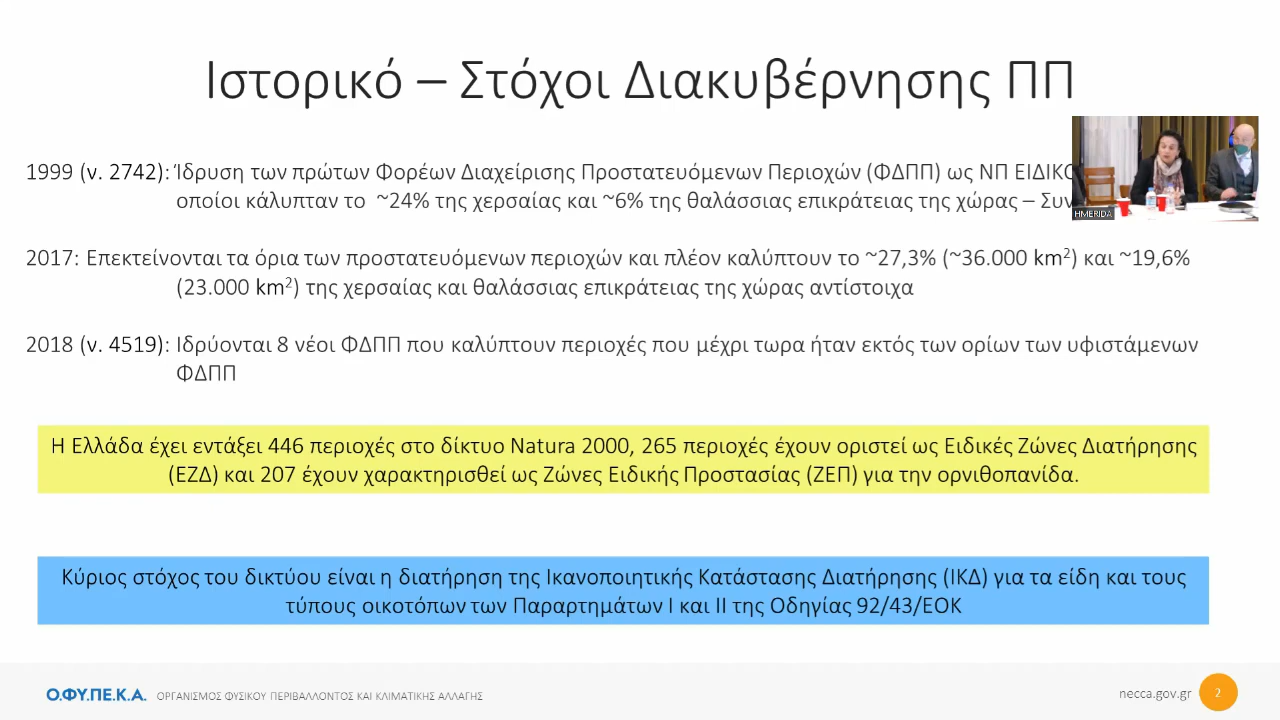 Ιστορικό – Στόχοι Διακυβέρνησης ΠΠ
1999 (ν. 2742): Ίδρυση των πρώτων Φορέων Διαχείρισης Προστατευόμενων Περιοχών (ΦΔΠΠ) ως ΝΠ
οποίοι κάλυπταν το ~24% της χερσαίας και ~6% της θαλάσσιας επικράτειας της χώρας –
HMERIDA
2017: Επεκτείνονται τα όρια των προστατευόμενων περιοχών και πλέον καλύπτουν το ~27,3% (~36.000 km²) και ~19,6%
(23.000 km²) της χερσαίας και θαλάσσιας επικράτειας της χώρας αντίστοιχα
2018 (ν. 4519): Ιδρύονται 8 νέοι ΦΔΠΠ που καλύπτουν περιοχές που μέχρι τωρα ήταν εκτός των ορίων των υφιστάμενων
ΦΔΠΠ
Η Ελλάδα έχει εντάξει 446 περιοχές στο δίκτυο Natura 2000, 265 περιοχές έχουν οριστεί ως Ειδικές Ζώνες Διατήρησης
(ΕΖΔ) και 207 έχουν χαρακτηρισθεί ως Ζώνες Ειδικής Προστασίας (ΖΕΠ) για την ορνιθοπανίδα.
Κύριος στόχος του δικτύου είναι η διατήρηση της Ικανοποιητικής Κατάστασης Διατήρησης (ΙΚΔ) για τα είδη και τους
τύπους οικοτόπων των Παραρτημάτων Ι και ΙΙ της Οδηγίας 92/43/ΕΟΚ
Ο.ΦΥ.ΠΕ.Κ.Α. ΟΡΓΑΝΙΣΜΟΣ ΦΥΣΙΚΟΥ ΠΕΡΙΒΑΛΛΟΝΤΟΣ ΚΑΙ ΚΛΙΜΑΤΙΚΗΣ ΑΛΛΑΓΗΣ
necca.gov.gr 2